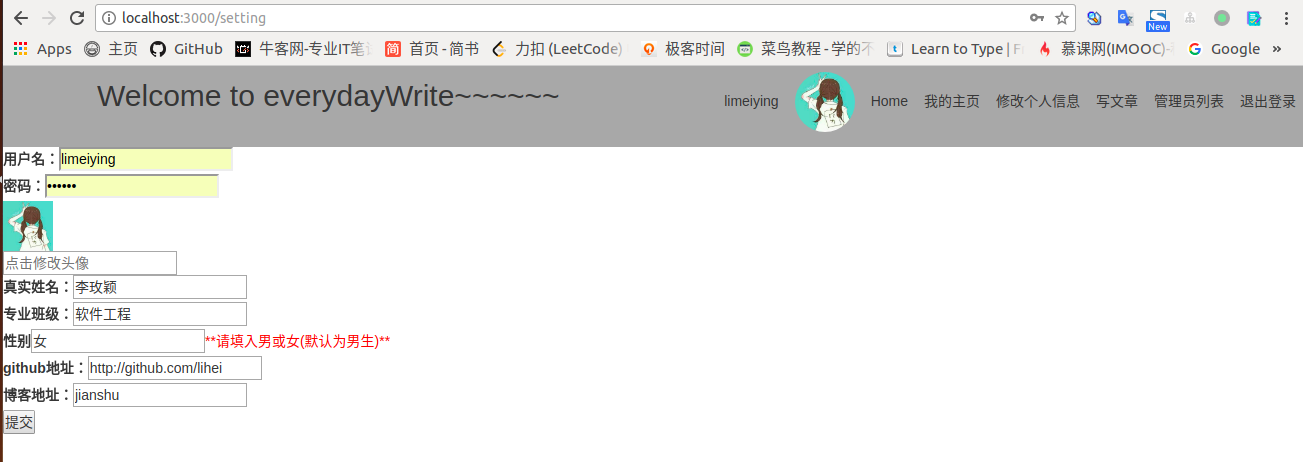 localhost:3000/setting
New
Apps 主页 GitHub 牛客网-专业IT笔 首页 - 简书 力扣 (LeetCode) 极客时间 菜鸟教程 - 学的不 Learn to Type | F 慕课网(IMOOC)- Google »
Welcome to everydayWrite~~~~~~ limeiying Home 我的主页 修改个人信息 写文章 管理员列表 退出登录
用户名：limeiying
密码：••••••
点击修改头像
真实姓名：李玫颖
专业班级：软件工程
性别女**请填入男或女(默认为男生)**
github地址：http://github.com/lihei
博客地址：jianshu
提交